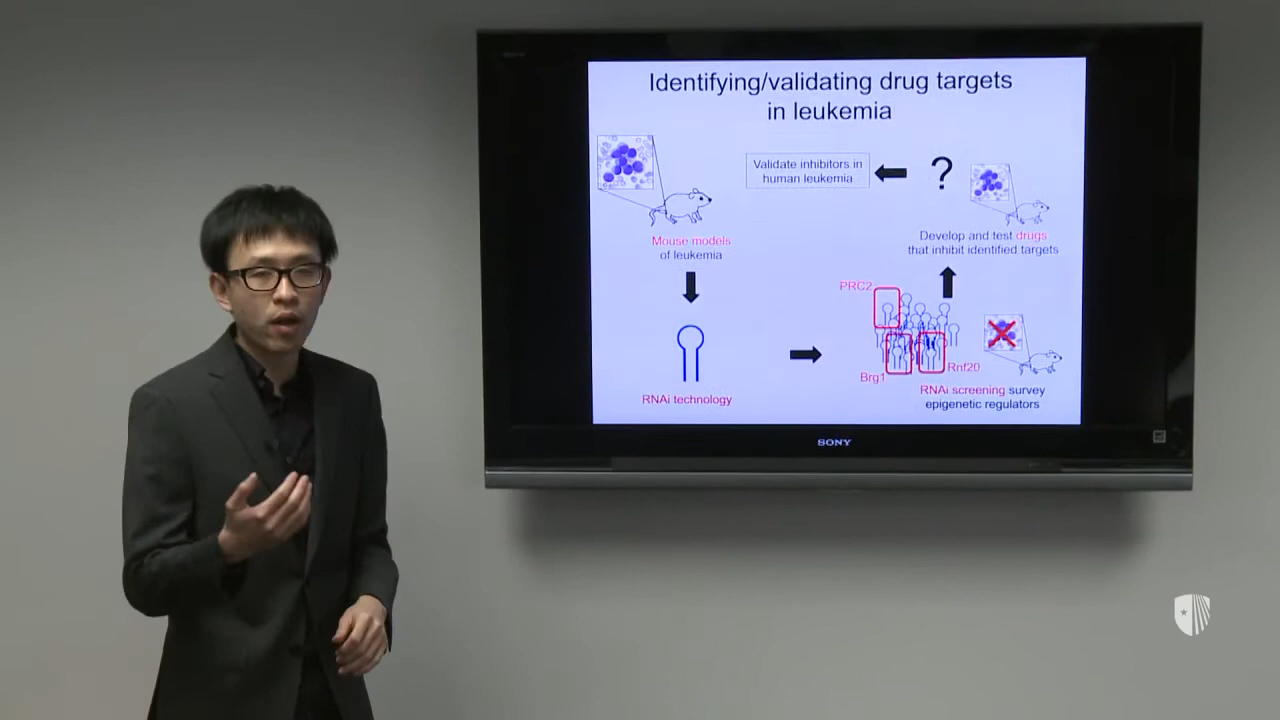 Identifying/validating drug targets
in leukemia
Validate inhibitors in
human leukemia
?
Mouse models
of leukemia
Develop and test drugs
that inhibit identified targets
PRC2
Brg1
Rnf20
RNAi technology
RNAi screening survey
epigenetic regulators
SONY